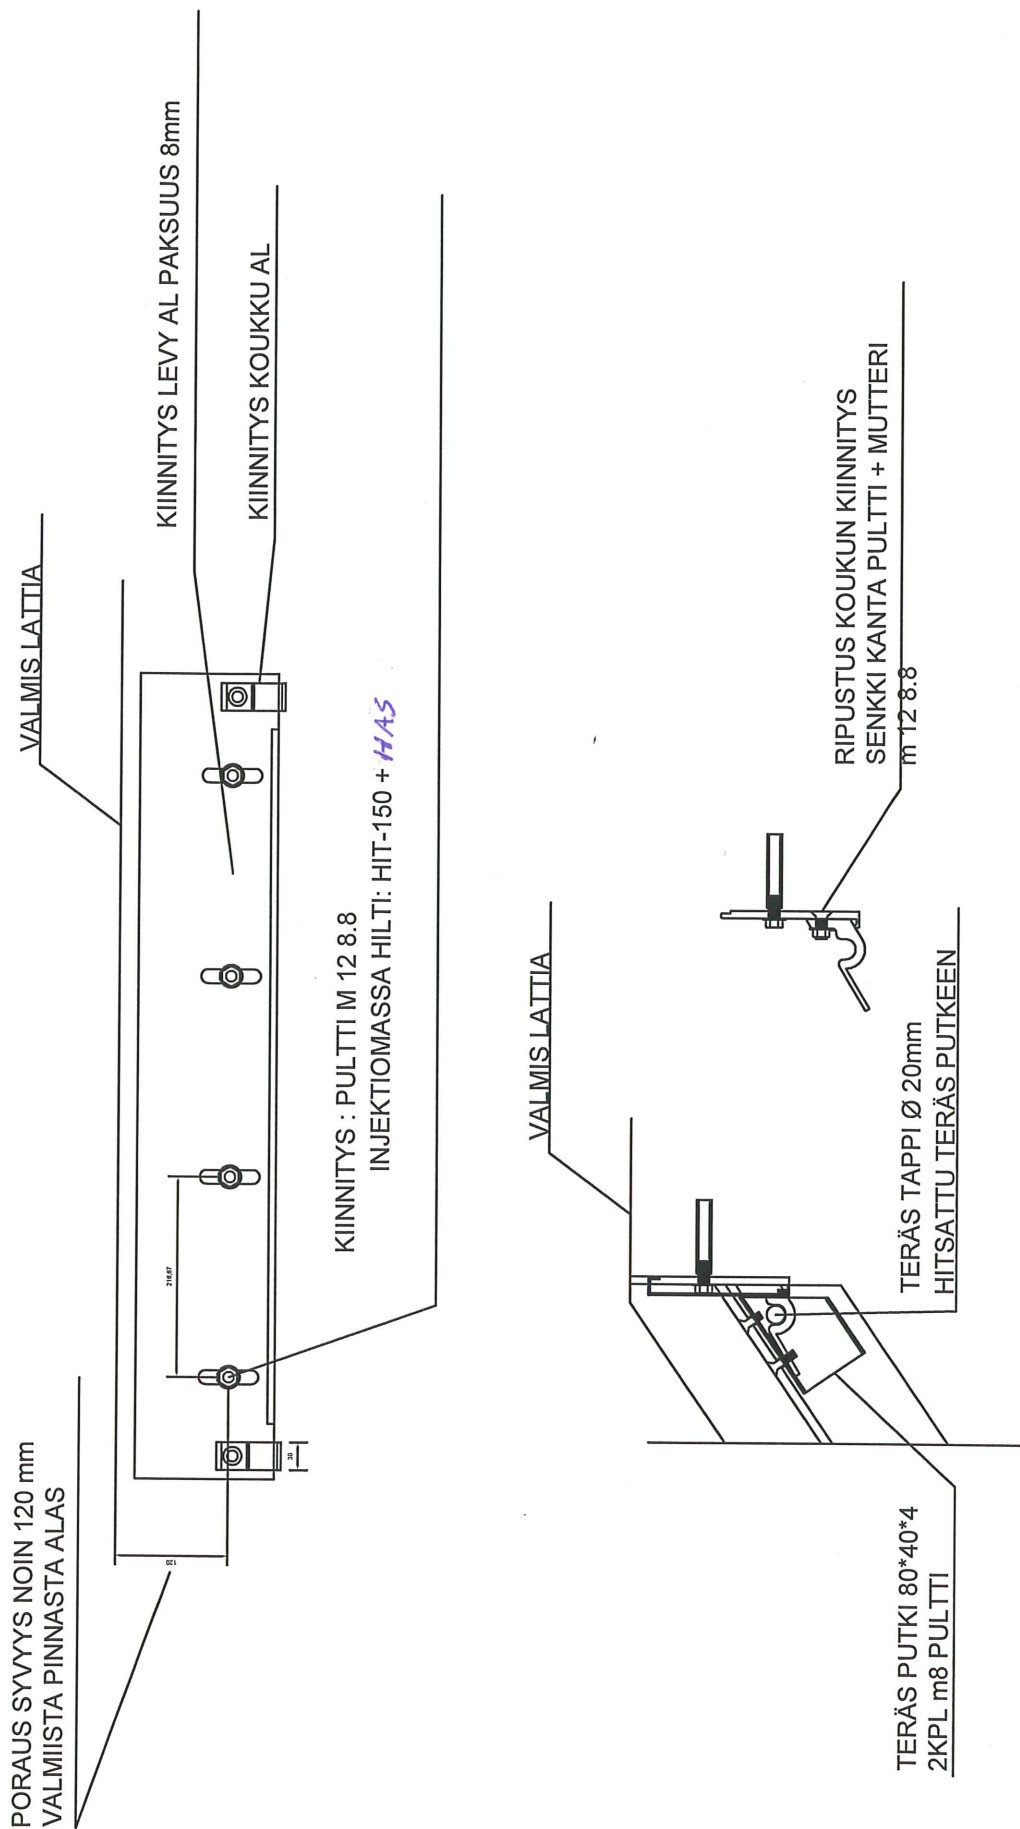 PORAUS SYVYYS NOIN 120 mm
VALMIISTA PINNASTA ALAS
VALMIS LATTIA
KIINNITYS LEVY AL PAKSUUS 8mm
KIINNITYS KOUKKU AL
216,67
120
30
KIINNITYS : PULTTI M 12 8.8
INJEKTIOMASSA HILTI: HIT-150 + HAS
VALMIS LATTIA
RIPUSTUS KOUKUN KIINNITYS
SENKKI KANTA PULTTI + MUTTERI
m 12 8.8
TERÄS TAPPI Ø 20mm
HITSATTU TERÄS PUTKEEN
TERÄS PUTKI 80*40*4
2KPL m8 PULTTI